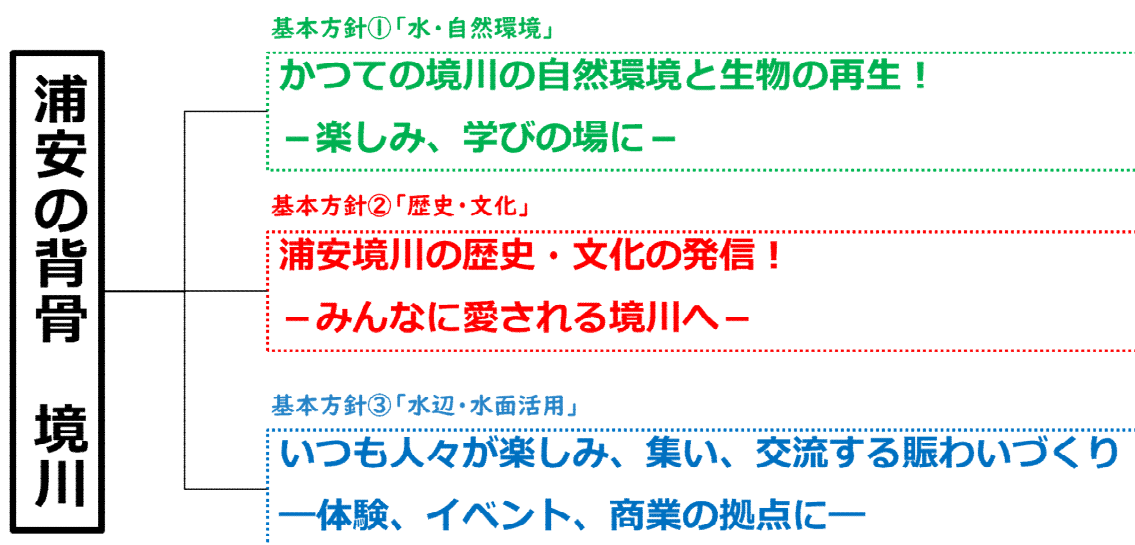 浦安の背骨　境川
基本方針①「水・自然環境」
かつての境川の自然環境と生物の再生！
－楽しみ、学びの場に－
基本方針②「歴史・文化」
浦安境川の歴史・文化の発信！
－みんなに愛される境川へ－
基本方針③「水辺・水面活用」
いつも人々が楽しみ、集い、交流する賑わいづくり
―体験、イベント、商業の拠点に―